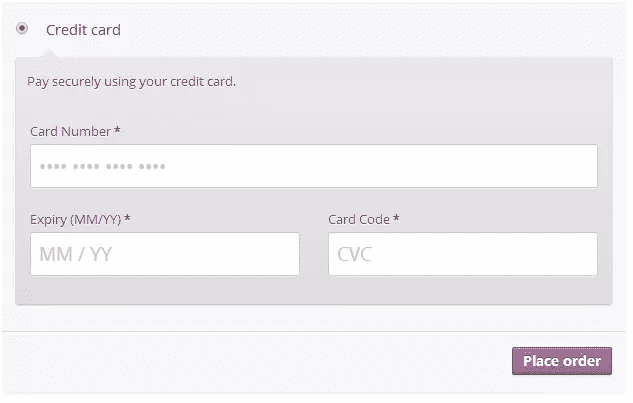 Credit card
Pay securely using your credit card.
Card Number *
•••• •••• •••• ••••
Expiry (MM/YY) * Card Code *
MM / YY CVC
Place order